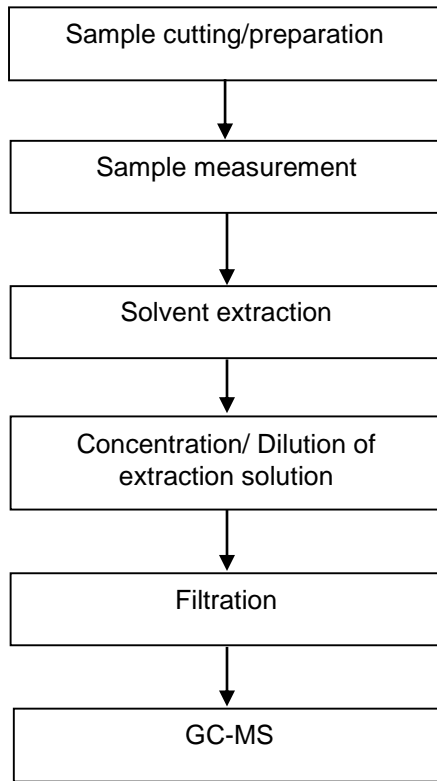 Sample cutting/preparation
Sample measurement
Solvent extraction
Concentration/ Dilution of
extraction solution
Filtration
GC-MS